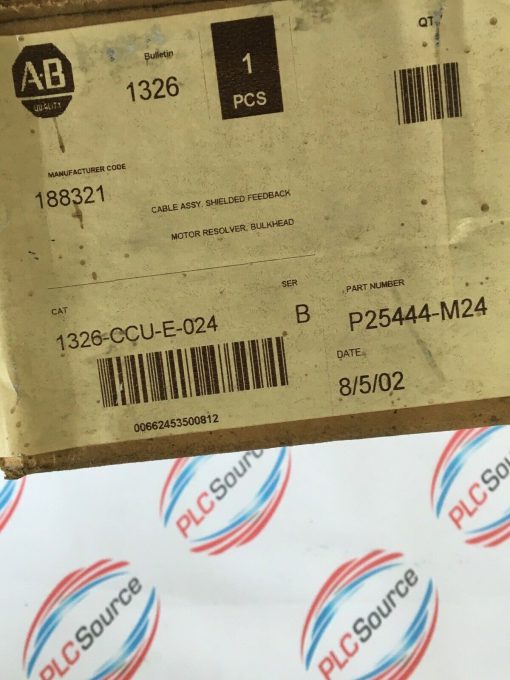 AB
QUALITY
Bulletin
1326
1
PCS
QT
MANUFACTURER CODE
188321
CABLE ASSY, SHIELDED FEEDBACK
MOTOR RESOLVER, BULKHEAD
CAT
1326-CCU-E-024
SER
B
PART NUMBER
P25444-M24
DATE
8/5/02
00662453500812
PLCSource
PLCSource
PLCSource
PLCSource